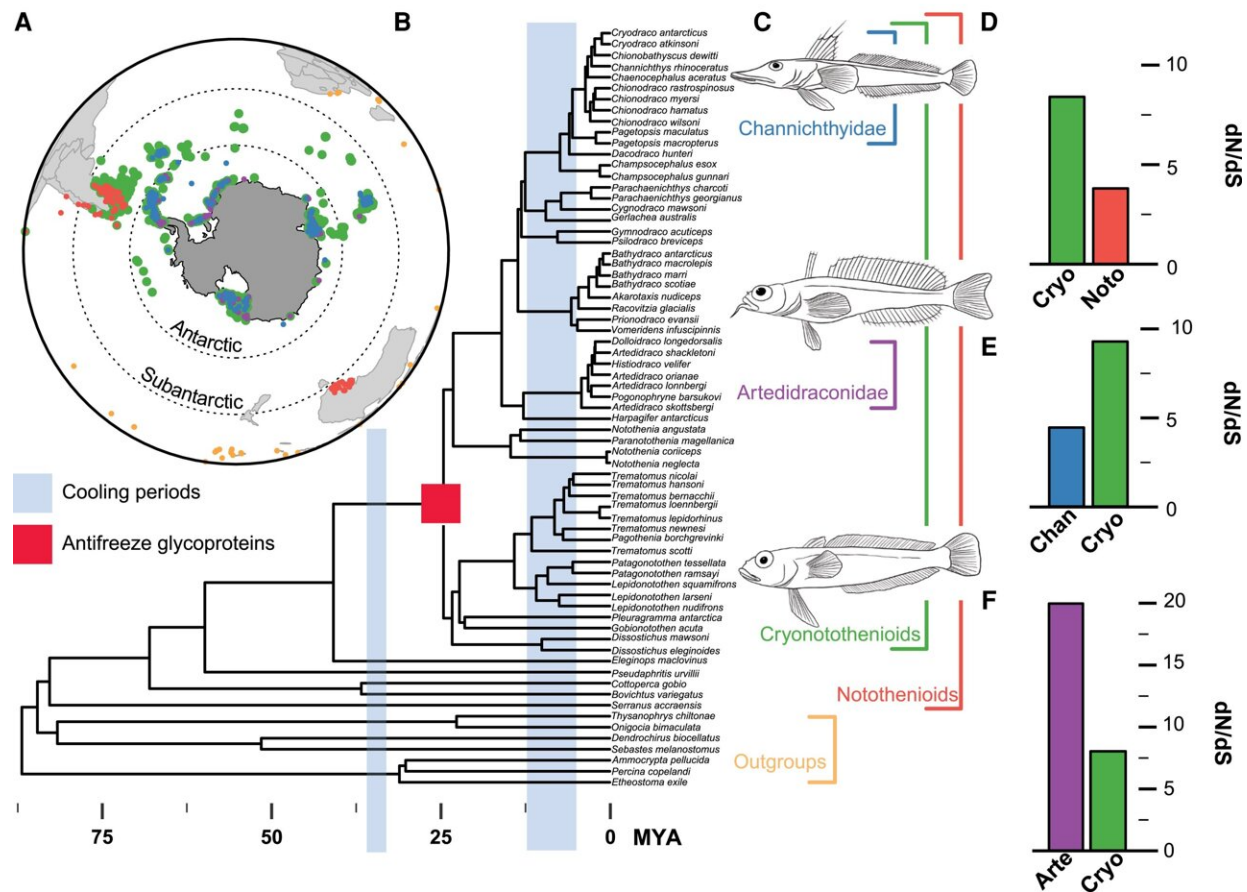 A
B
C
D
Antarctic
Subantarctic
Cooling periods
Antifreeze glycoproteins
Cryodraco antarcticus
Cryodraco atkinsoni
Chionobathyscus dewitti
Channichthys rhinoceratus
Chaenocephalus aceratus
Chionodraco rastrospinosus
Chionodraco myersi
Chionodraco hamatus
Chionodraco wilsoni
Pagetopsis maculatus
Pagetopsis macropterus
Dacodraco hunteri
Champsocephalus esox
Champsocephalus gunnari
Parachaenichthys charcoti
Parachaenichthys georgianus
Cygnodraco mawsoni
Gerlachea australis
Gymnodraco acuticeps
Psilodraco breviceps
Bathydraco antarcticus
Bathydraco macrolepis
Bathydraco marri
Bathydraco scotiae
Akarotaxis nudiceps
Racovitzia glacialis
Prionodraco evansii
Vomeridens infuscipinnis
Dolloidraco longedorsalis
Artedidraco shackletoni
Histiodraco velifer
Artedidraco orianae
Artedidraco lonnbergi
Pogonophryne barsukovi
Artedidraco skottsbergi
Harpagifer antarcticus
Notothenia angustata
Paranotothenia magellanica
Notothenia coriiceps
Notothenia neglecta
Trematomus nicolai
Trematomus hansoni
Trematomus bernacchii
Trematomus loennbergii
Trematomus lepidorhinus
Trematomus newnesi
Pagothenia borchgrevinki
Trematomus scotti
Patagonotothen tessellata
Patagonotothen ramsayi
Lepidonotothen squamifrons
Lepidonotothen larseni
Lepidonotothen nudifrons
Pleuragramma antarctica
Gobionotothen acuta
Dissostichus mawsoni
Dissostichus eleginoides
Eleginops maclovinus
Pseudaphritis urvillii
Cottoperca gobio
Bovichtus variegatus
Serranus accraensis
Thysanophrys chiltonae
Onigocia bimaculata
Dendrochirus biocellatus
Sebastes melanostomus
Ammocrypta pellucida
Percina copelandi
Etheostoma exile
75
50
25
0
MYA
Channichthyidae
Artedidraconidae
Cryonotothenioids
Notothenioids
Outgroups
10
5
0
dN/dS
Cryo
Noto
E
10
5
0
dN/dS
Chan
Cryo
F
20
15
10
5
0
dN/dS
Arte
Cryo